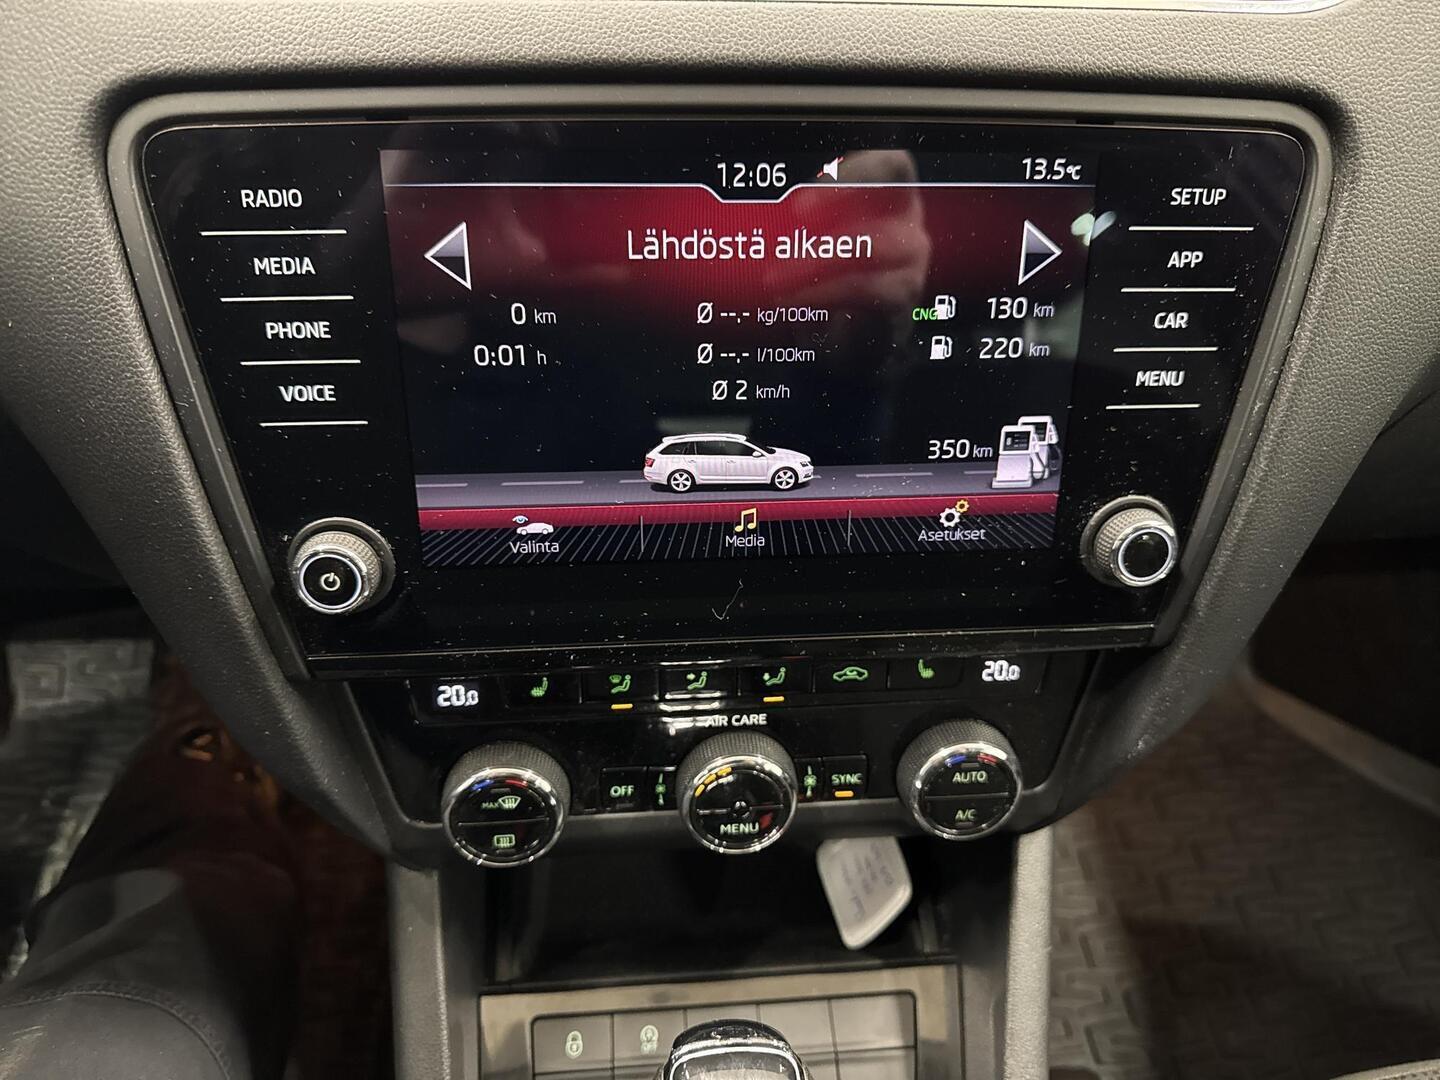 12:06
13.5°C
RADIO
MEDIA
PHONE
VOICE
SETUP
APP
CAR
MENU
Lähdöstä alkaen
0 km
0:01 h
Ø --,- kg/100km
Ø --,- l/100km
Ø 2 km/h
CNG 130 km
220 km
350 km
Valinta
Media
Asetukset
20.0
20.0
AIR CARE
MAX
OFF
MENU
SYNC
AUTO
A/C
OFF